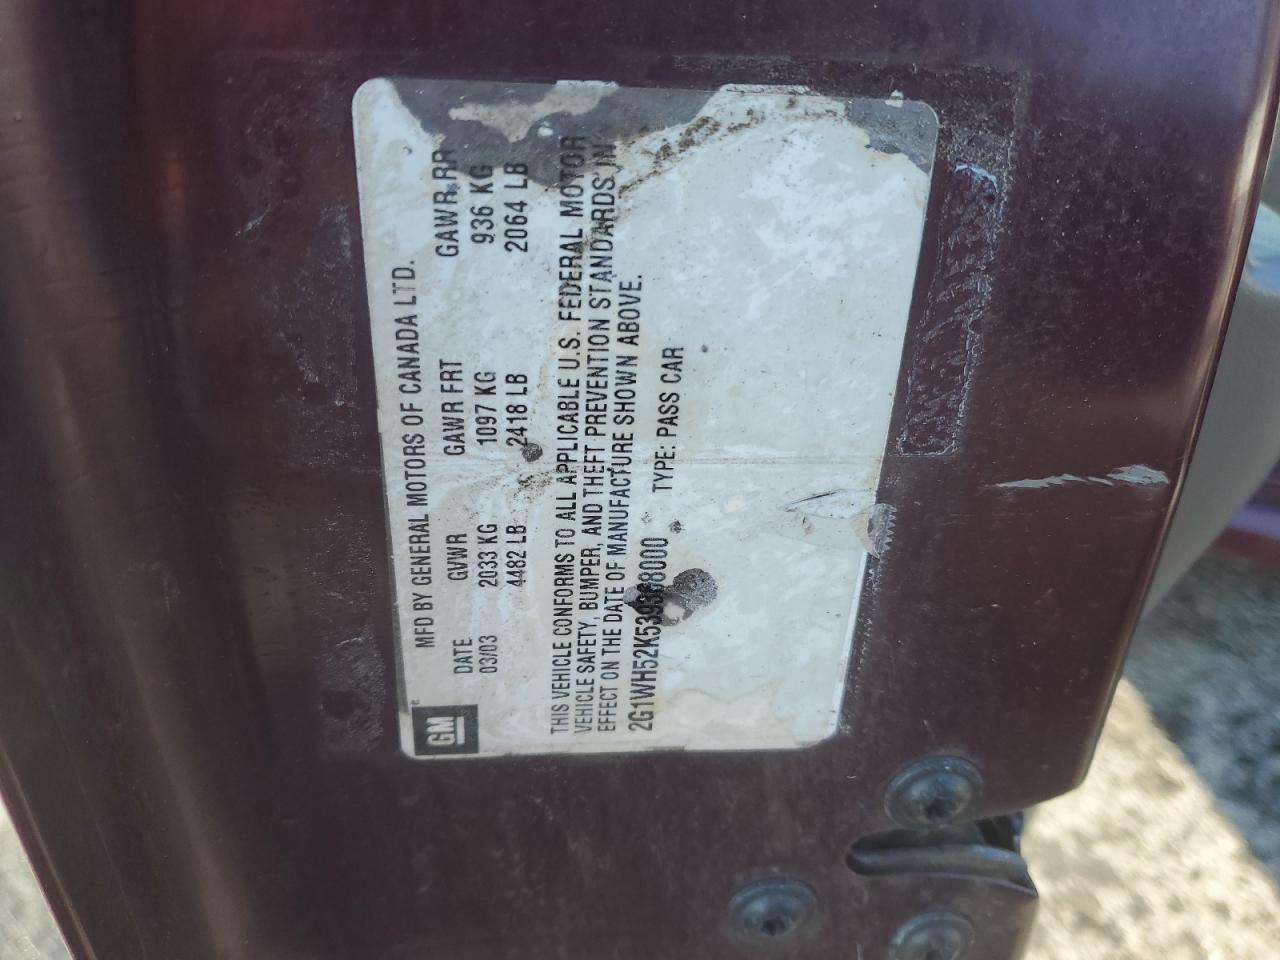 GM
MFD BY GENERAL MOTORS OF CANADA LTD.
DATE GVWR GAWR FRT GAWR RR
03/03 2033 KG 1097 KG 936 KG
4482 LB 2418 LB 2064 LB
THIS VEHICLE CONFORMS TO ALL APPLICABLE U.S. FEDERAL MOTOR
VEHICLE SAFETY, BUMPER, AND THEFT PREVENTION STANDARDS IN
EFFECT ON THE DATE OF MANUFACTURE SHOWN ABOVE.
TYPE: PASS CAR